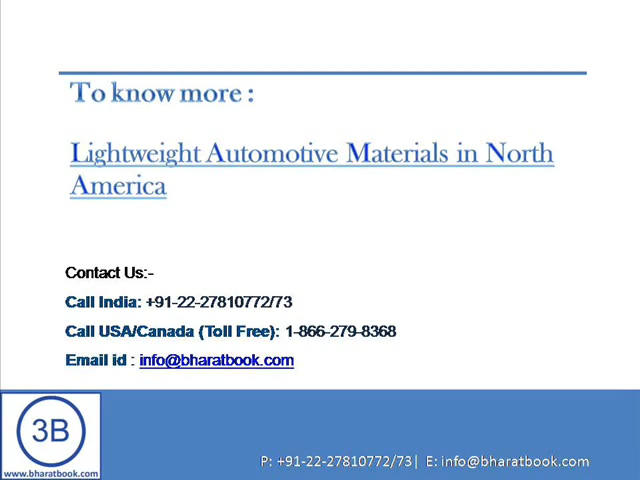 To know more :
Lightweight Automotive Materials in North
America
Contact Us:-
Call India: +91-22-27810772/73
Call USA/Canada (Toll Free): 1-866-279-8368
Email id : info@bharatbook.com
3B
www.bharatbook.com
P: +91-22-27810772/73| E: info@bharatbook.com